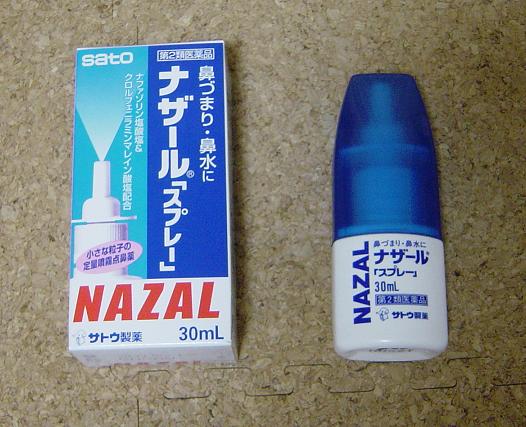 sato
第2類医薬品
鼻づまり・鼻水に
ナザール®「スプレー」
ナファゾリン塩酸塩&
クロルフェニラミンマレイン酸塩配合
小さな粒子の
定量噴霧点鼻薬
NAZAL
サトウ製薬
30mL
NAZAL
鼻づまり・鼻水に
ナザール®
「スプレー」
30mL
第2類医薬品
サトウ製薬